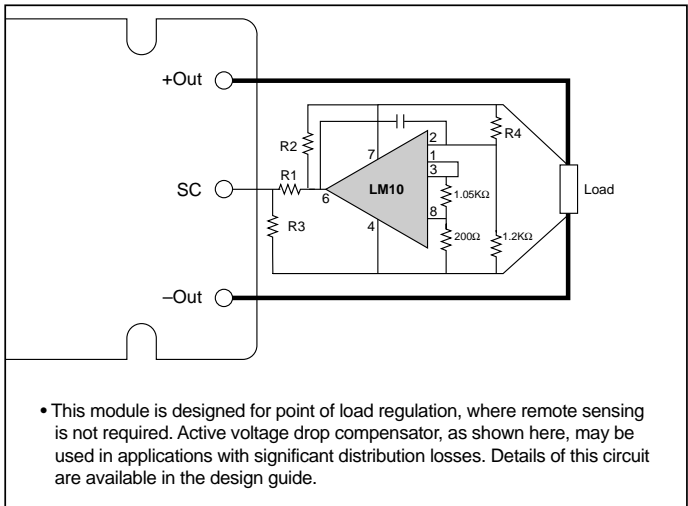 +Out
R2
R4
2
7
1
3
R1
LM10
Load
SC
6
1.05KΩ
8
R3
4
200Ω
1.2KΩ
–Out
• This module is designed for point of load regulation, where remote sensing
is not required. Active voltage drop compensator, as shown here, may be
used in applications with significant distribution losses. Details of this circuit
are available in the design guide.